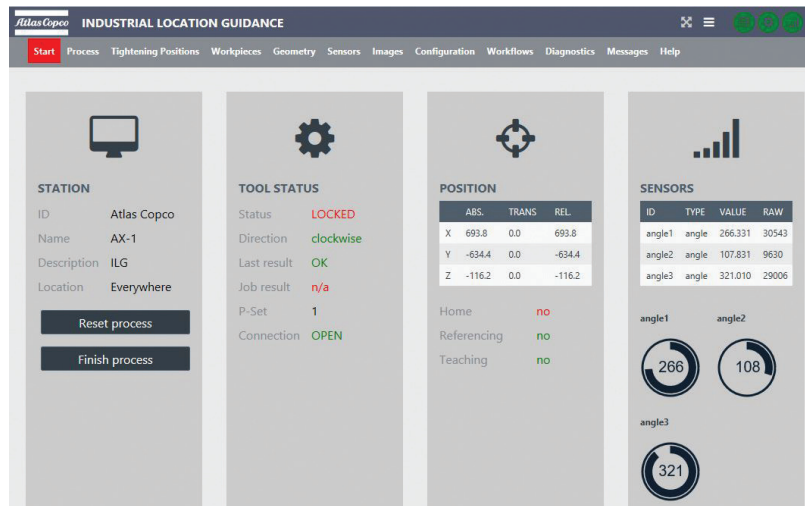 Atlas Copco INDUSTRIAL LOCATION GUIDANCE
Start Process Tightening Positions Workpieces Geometry Sensors Images Configuration Workflows Diagnostics Messages Help
STATION
ID Atlas Copco
Name AX-1
Description ILG
Location Everywhere
Reset process
Finish process
TOOL STATUS
Status LOCKED
Direction clockwise
Last result OK
Job result n/a
P-Set 1
Connection OPEN
POSITION
ABS. TRANS REL.
X 693.8 0.0 693.8
Y -634.4 0.0 -634.4
Z -116.2 0.0 -116.2
Home no
Referencing no
Teaching no
SENSORS
ID TYPE VALUE RAW
angle1 angle 266.331 30543
angle2 angle 107.831 9630
angle3 angle 321.010 29006
angle1 angle2
266 108
angle3
321